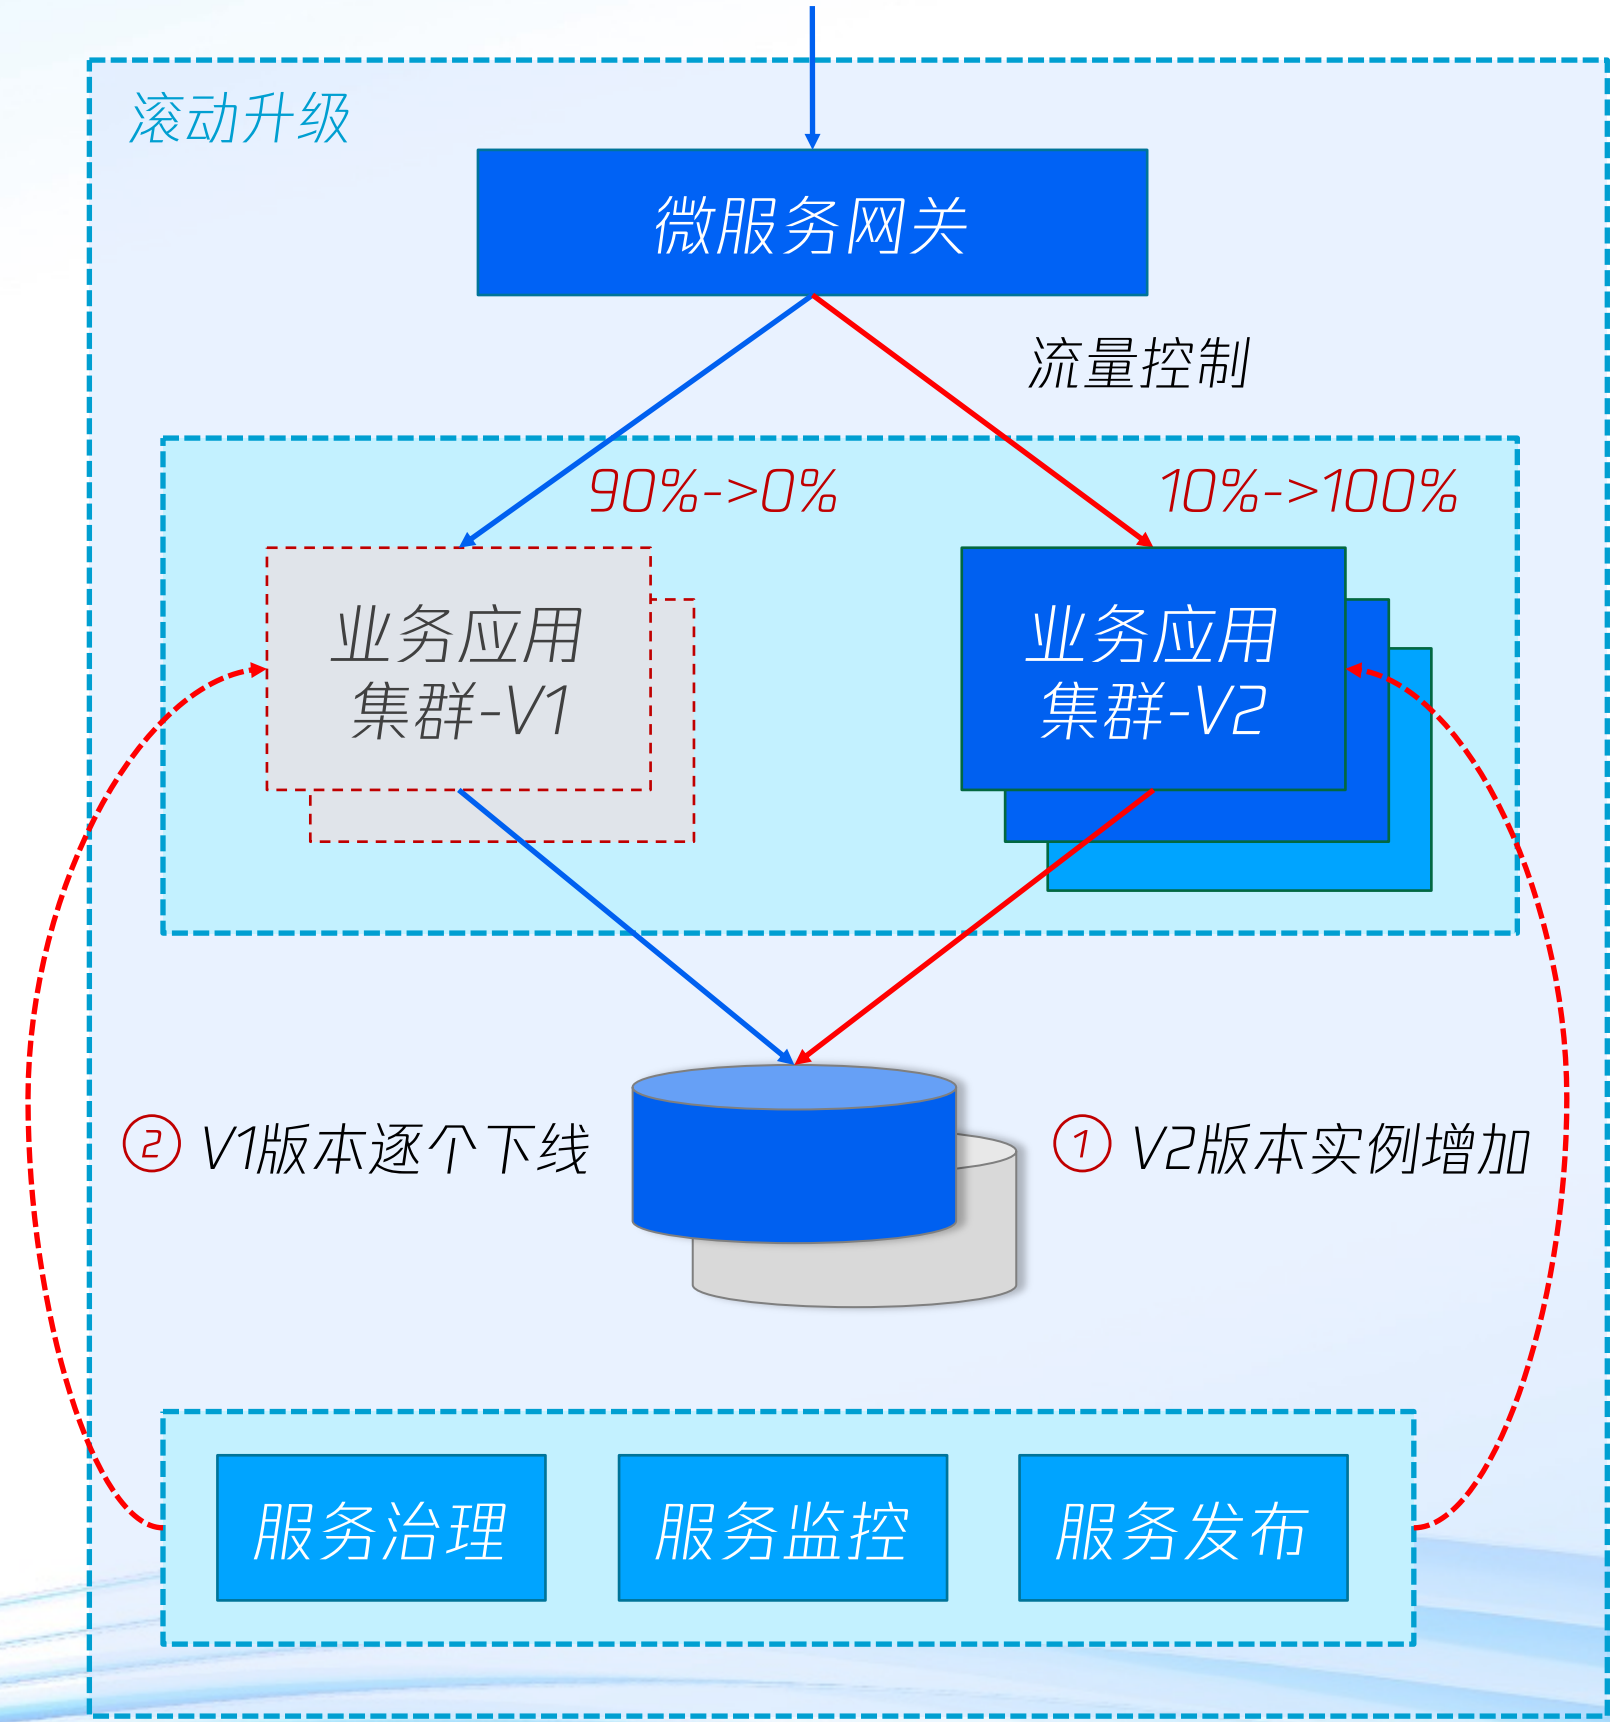 滚动升级
微服务网关
流量控制
90%->0%
10%->100%
业务应用
集群-V1
业务应用
集群-V2
② V1版本逐个下线
① V2版本实例增加
服务治理
服务监控
服务发布